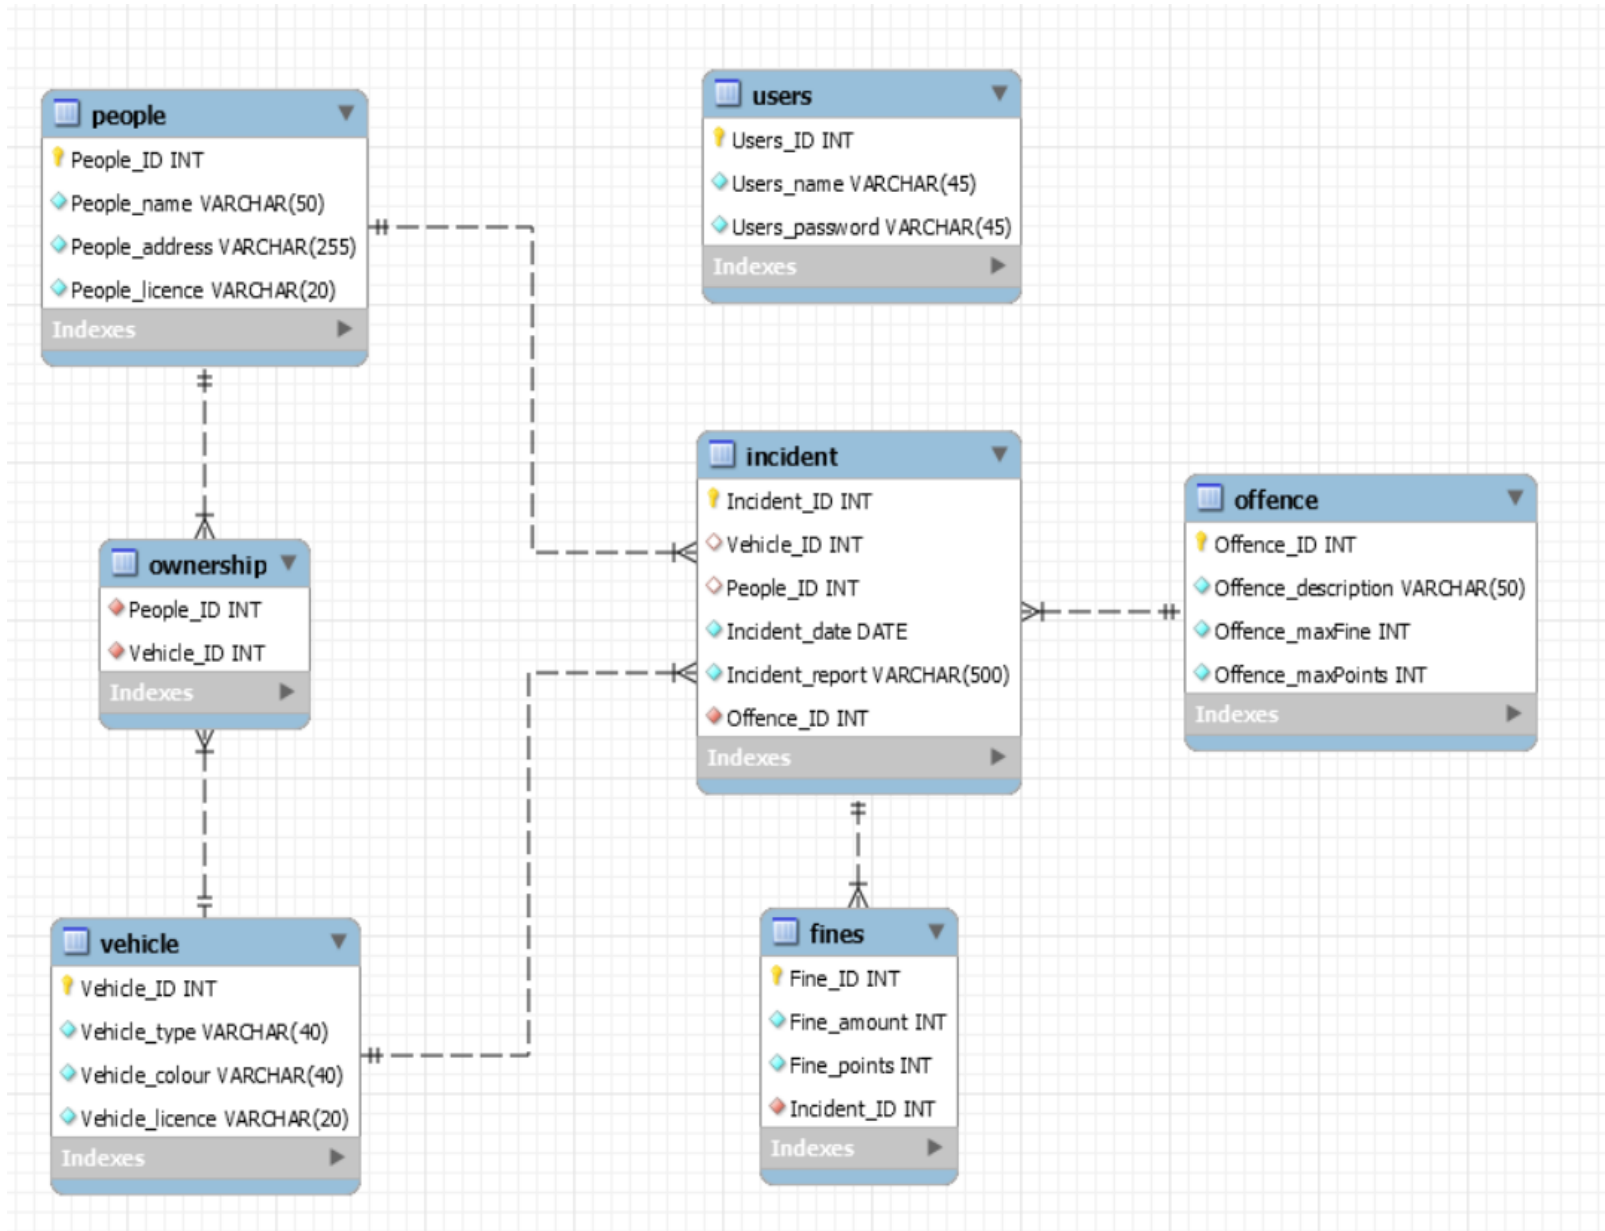 people
People_ID INT
People_name VARCHAR(50)
People_address VARCHAR(255)
People_licence VARCHAR(20)
Indexes
users
Users_ID INT
Users_name VARCHAR(45)
Users_password VARCHAR(45)
Indexes
ownership
People_ID INT
Vehicle_ID INT
Indexes
incident
Incident_ID INT
Vehicle_ID INT
People_ID INT
Incident_date DATE
Incident_report VARCHAR(500)
Offence_ID INT
Indexes
offence
Offence_ID INT
Offence_description VARCHAR(50)
Offence_maxFine INT
Offence_maxPoints INT
Indexes
vehicle
Vehicle_ID INT
Vehicle_type VARCHAR(40)
Vehicle_colour VARCHAR(40)
Vehicle_licence VARCHAR(20)
Indexes
fines
Fine_ID INT
Fine_amount INT
Fine_points INT
Incident_ID INT
Indexes